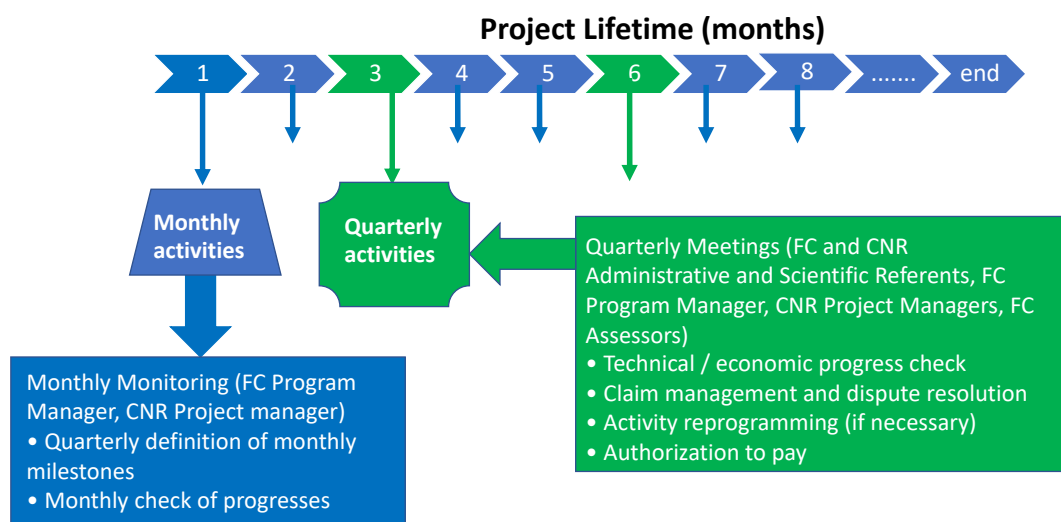 Project Lifetime (months)
1 2 3 4 5 6 7 8 ....... end
Monthly
activities
Quarterly
activities
Quarterly Meetings (FC and CNR
Administrative and Scientific Referents, FC
Program Manager, CNR Project Managers, FC
Assessors)
• Technical / economic progress check
• Claim management and dispute resolution
• Activity reprogramming (if necessary)
• Authorization to pay
Monthly Monitoring (FC Program
Manager, CNR Project manager)
• Quarterly definition of monthly
milestones
• Monthly check of progresses